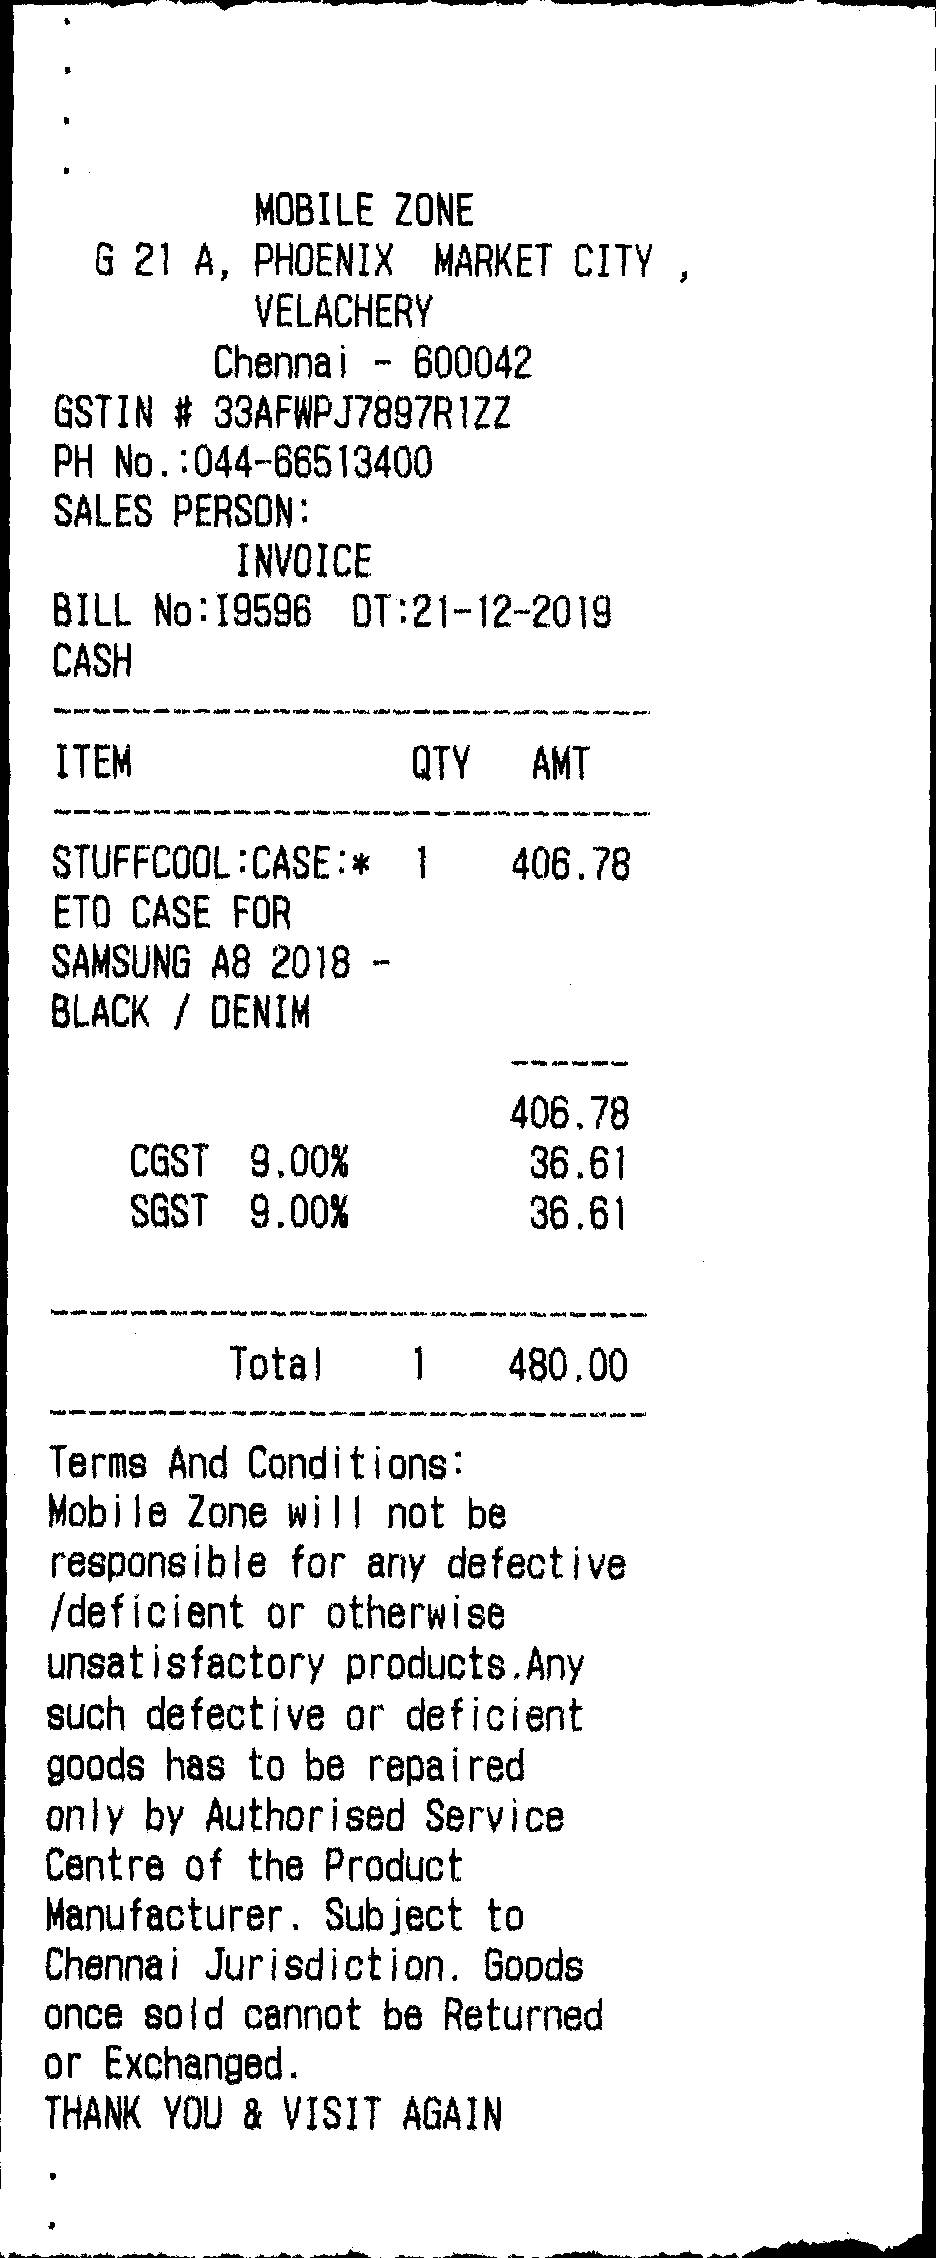 MOBILE ZONE
G 21 A, PHOENIX MARKET CITY ,
VELACHERY
Chennai - 600042
GSTIN # 33AFWPJ7897R1ZZ
PH No.:044-66513400
SALES PERSON:
INVOICE
BILL No:I9596 DT:21-12-2019
CASH
ITEM QTY AMT
STUFFCOOL:CASE:* 1 406.78
ETO CASE FOR
SAMSUNG A8 2018 -
BLACK / DENIM
406.78
CGST 9.00% 36.61
SGST 9.00% 36.61
Total 1 480.00
Terms And Conditions:
Mobile Zone will not be
responsible for any defective
/deficient or otherwise
unsatisfactory products.Any
such defective or deficient
goods has to be repaired
only by Authorised Service
Centre of the Product
Manufacturer. Subject to
Chennai Jurisdiction. Goods
once sold cannot be Returned
or Exchanged.
THANK YOU & VISIT AGAIN